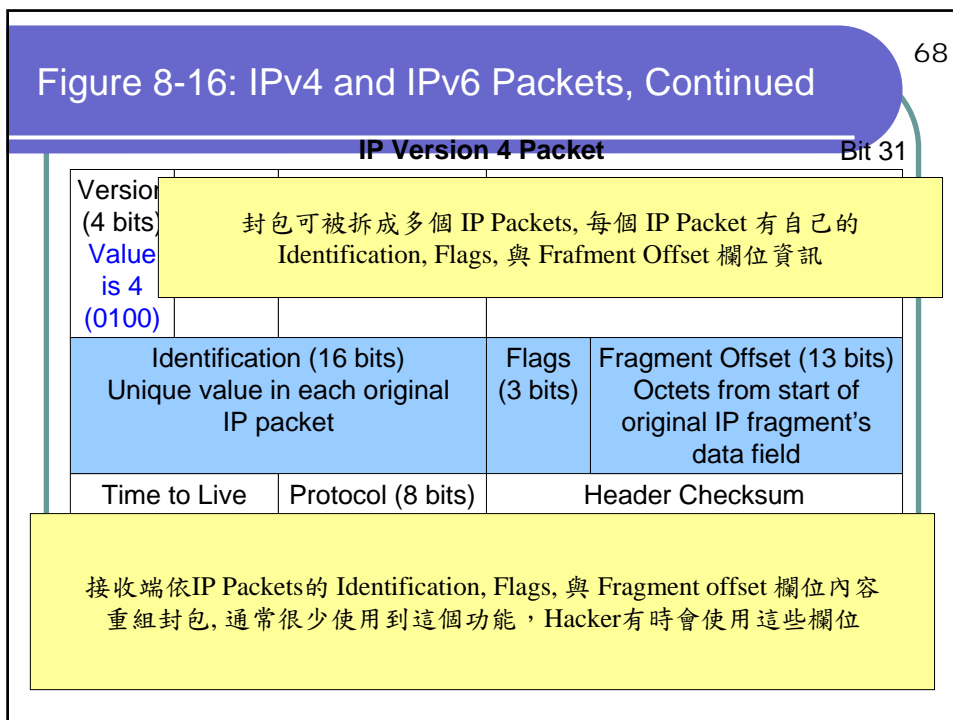 68
Figure 8-16: IPv4 and IPv6 Packets, Continued
IP Version 4 Packet
Bit 31
Version
(4 bits)
Value
is 4
(0100)
封包可被拆成多個 IP Packets, 每個 IP Packet 有自己的
Identification, Flags, 與 Frafment Offset 欄位資訊
Identification (16 bits)
Unique value in each original
IP packet
Flags
(3 bits)
Fragment Offset (13 bits)
Octets from start of
original IP fragment's
data field
Time to Live
Protocol (8 bits)
Header Checksum
接收端依IP Packets的 Identification, Flags, 與 Fragment offset 欄位內容
重組封包, 通常很少使用到這個功能，Hacker有時會使用這些欄位